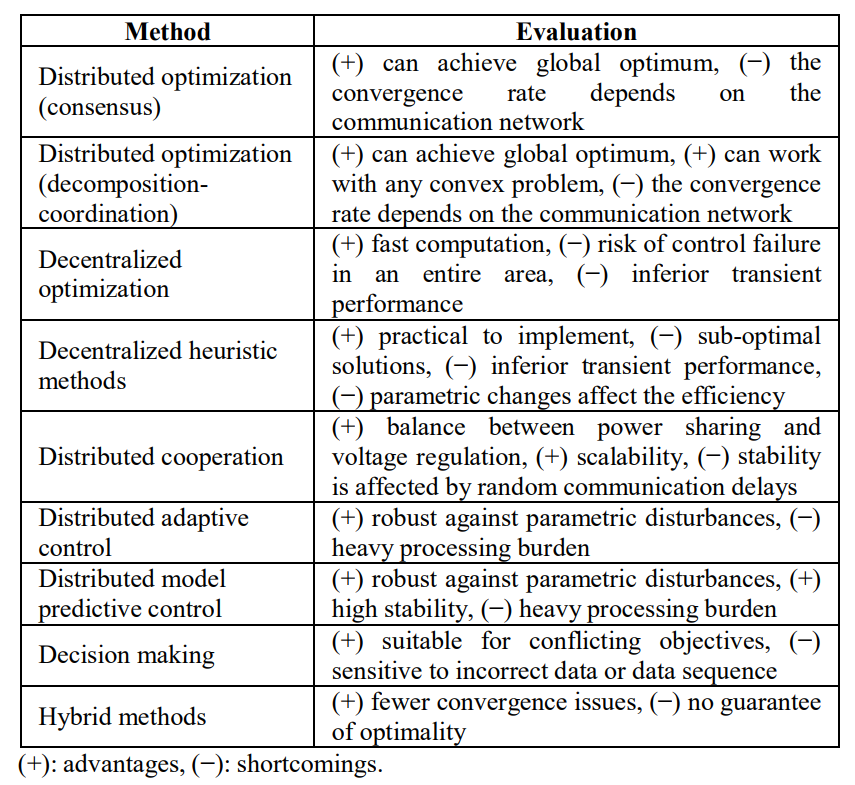 Method
Evaluation
Distributed optimization
(consensus)
(+) can achieve global optimum, (−) the
convergence rate depends on the
communication network
Distributed optimization
(decomposition-
coordination)
(+) can achieve global optimum, (+) can work
with any convex problem, (−) the convergence
rate depends on the communication network
Decentralized
optimization
(+) fast computation, (−) risk of control failure
in an entire area, (−) inferior transient
performance
Decentralized heuristic
methods
(+) practical to implement, (−) sub-optimal
solutions, (−) inferior transient performance,
(−) parametric changes affect the efficiency
Distributed cooperation
(+) balance between power sharing and
voltage regulation, (+) scalability, (−) stability
is affected by random communication delays
Distributed adaptive
control
(+) robust against parametric disturbances, (−)
heavy processing burden
Distributed model
predictive control
(+) robust against parametric disturbances, (+)
high stability, (−) heavy processing burden
Decision making
(+) suitable for conflicting objectives, (−)
sensitive to incorrect data or data sequence
Hybrid methods
(+) fewer convergence issues, (−) no guarantee
of optimality
(+): advantages, (−): shortcomings.